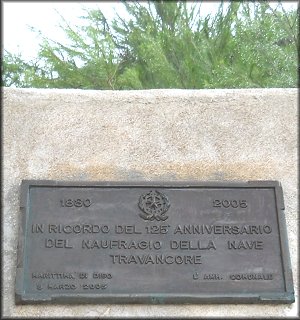 1880 2005
IN RICORDO DEL 125° ANNIVERSARIO
DEL NAUFRAGIO DELLA NAVE
TRAVANCORE
MARITTIMA DI DISO L'AMM. COMUNALE
8 MARZO 2005